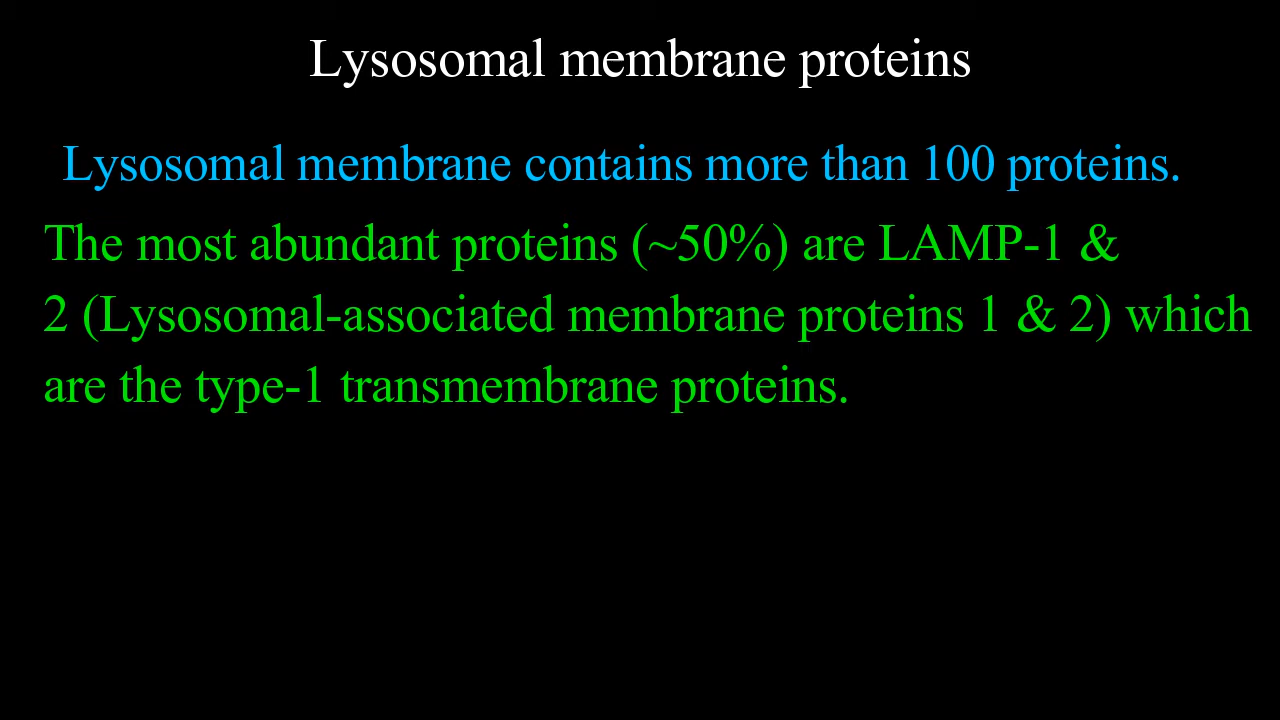 Lysosomal membrane proteins
Lysosomal membrane contains more than 100 proteins.
The most abundant proteins (~50%) are LAMP-1 &
2 (Lysosomal-associated membrane proteins 1 & 2) which
are the type-1 transmembrane proteins.